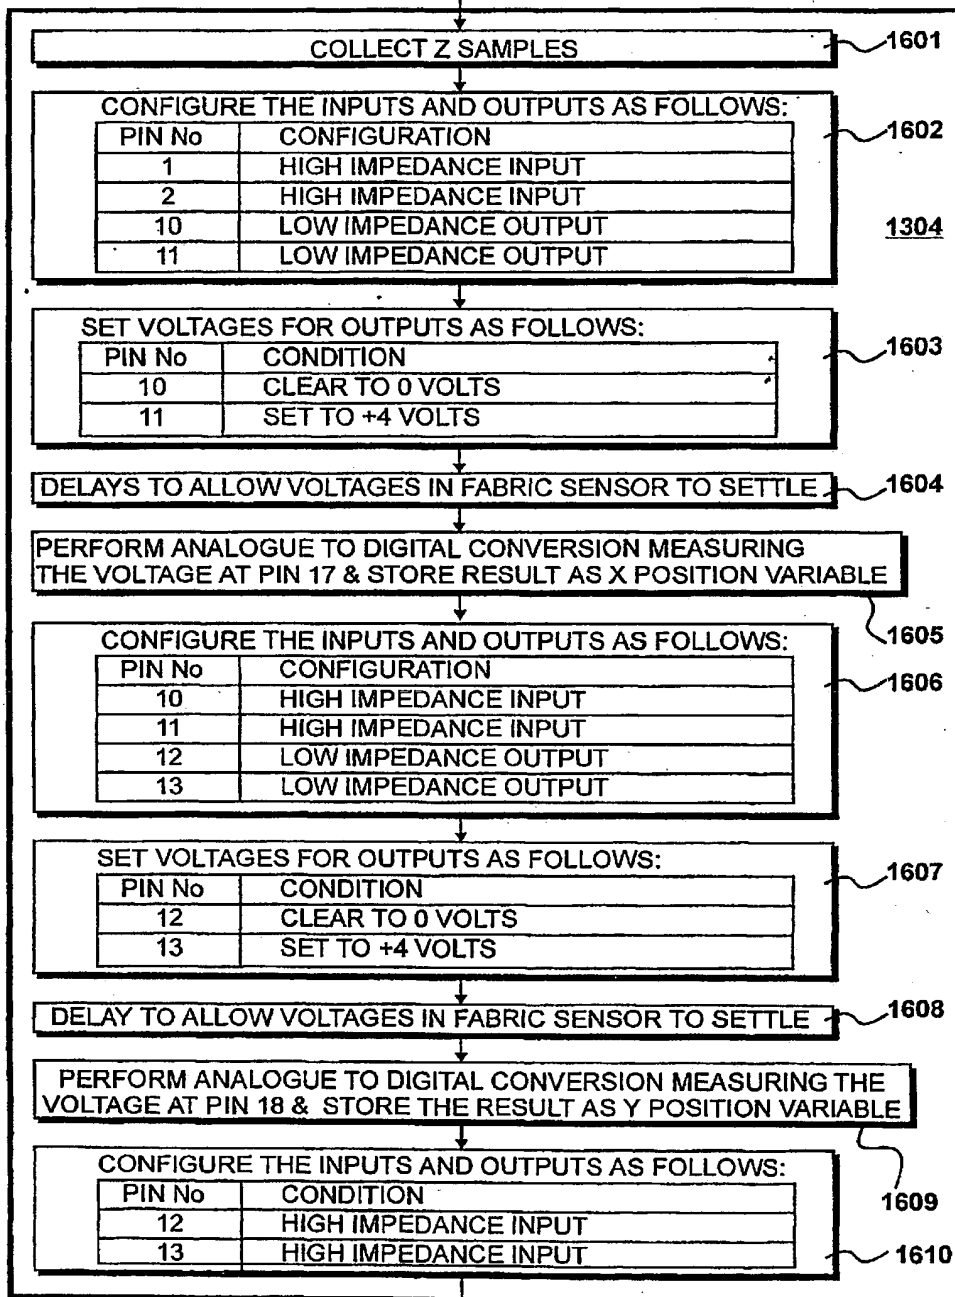 COLLECT Z SAMPLES
1601
CONFIGURE THE INPUTS AND OUTPUTS AS FOLLOWS:
PIN No CONFIGURATION
1 HIGH IMPEDANCE INPUT
2 HIGH IMPEDANCE INPUT
10 LOW IMPEDANCE OUTPUT
11 LOW IMPEDANCE OUTPUT
1602
1304
SET VOLTAGES FOR OUTPUTS AS FOLLOWS:
PIN No CONDITION
10 CLEAR TO 0 VOLTS
11 SET TO +4 VOLTS
1603
DELAYS TO ALLOW VOLTAGES IN FABRIC SENSOR TO SETTLE
1604
PERFORM ANALOGUE TO DIGITAL CONVERSION MEASURING
THE VOLTAGE AT PIN 17 & STORE RESULT AS X POSITION VARIABLE
1605
CONFIGURE THE INPUTS AND OUTPUTS AS FOLLOWS:
PIN No CONFIGURATION
10 HIGH IMPEDANCE INPUT
11 HIGH IMPEDANCE INPUT
12 LOW IMPEDANCE OUTPUT
13 LOW IMPEDANCE OUTPUT
1606
SET VOLTAGES FOR OUTPUTS AS FOLLOWS:
PIN No CONDITION
12 CLEAR TO 0 VOLTS
13 SET TO +4 VOLTS
1607
DELAY TO ALLOW VOLTAGES IN FABRIC SENSOR TO SETTLE
1608
PERFORM ANALOGUE TO DIGITAL CONVERSION MEASURING THE
VOLTAGE AT PIN 18 & STORE THE RESULT AS Y POSITION VARIABLE
1609
CONFIGURE THE INPUTS AND OUTPUTS AS FOLLOWS:
PIN No CONDITION
12 HIGH IMPEDANCE INPUT
13 HIGH IMPEDANCE INPUT
1610